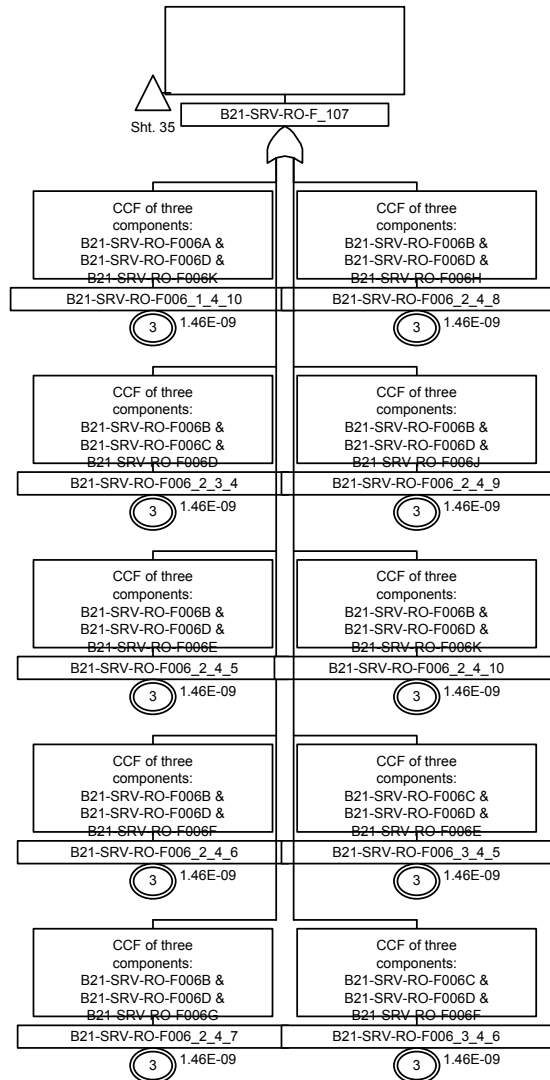 Sht. 35
B21-SRV-RO-F_107
CCF of three
components:
B21-SRV-RO-F006A &
B21-SRV-RO-F006D &
B21-SRV-RO-F006K
B21-SRV-RO-F006_1_4_10
3
1.46E-09
CCF of three
components:
B21-SRV-RO-F006B &
B21-SRV-RO-F006D &
B21-SRV-RO-F006H
B21-SRV-RO-F006_2_4_8
3
1.46E-09
CCF of three
components:
B21-SRV-RO-F006B &
B21-SRV-RO-F006C &
B21-SRV-RO-F006D
B21-SRV-RO-F006_2_3_4
3
1.46E-09
CCF of three
components:
B21-SRV-RO-F006B &
B21-SRV-RO-F006D &
B21-SRV-RO-F006J
B21-SRV-RO-F006_2_4_9
3
1.46E-09
CCF of three
components:
B21-SRV-RO-F006B &
B21-SRV-RO-F006D &
B21-SRV-RO-F006E
B21-SRV-RO-F006_2_4_5
3
1.46E-09
CCF of three
components:
B21-SRV-RO-F006B &
B21-SRV-RO-F006D &
B21-SRV-RO-F006K
B21-SRV-RO-F006_2_4_10
3
1.46E-09
CCF of three
components:
B21-SRV-RO-F006B &
B21-SRV-RO-F006D &
B21-SRV-RO-F006F
B21-SRV-RO-F006_2_4_6
3
1.46E-09
CCF of three
components:
B21-SRV-RO-F006C &
B21-SRV-RO-F006D &
B21-SRV-RO-F006E
B21-SRV-RO-F006_3_4_5
3
1.46E-09
CCF of three
components:
B21-SRV-RO-F006B &
B21-SRV-RO-F006D &
B21-SRV-RO-F006G
B21-SRV-RO-F006_2_4_7
3
1.46E-09
CCF of three
components:
B21-SRV-RO-F006C &
B21-SRV-RO-F006D &
B21-SRV-RO-F006F
B21-SRV-RO-F006_3_4_6
3
1.46E-09